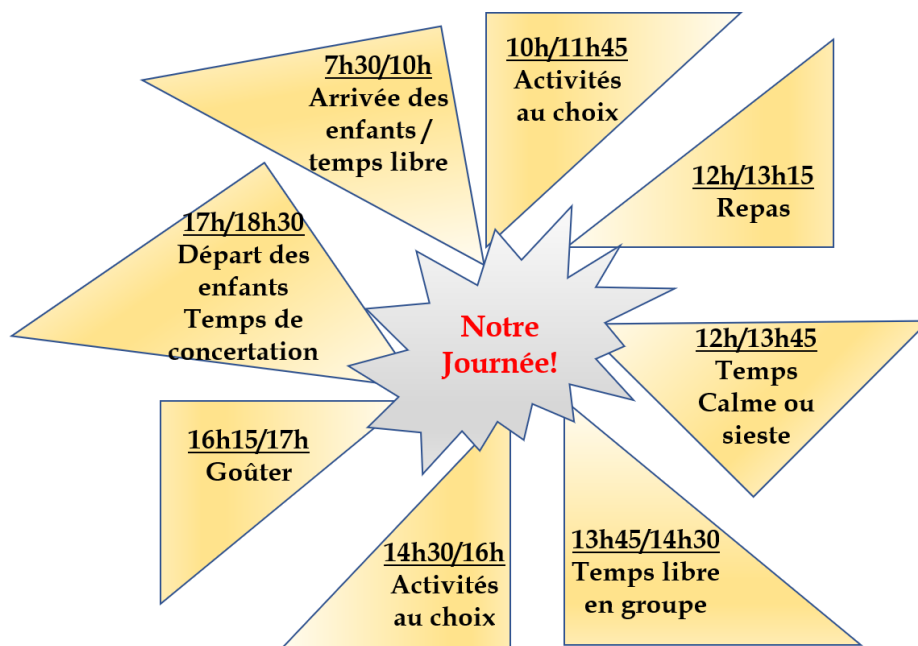 Notre
Journée!
7h30/10h
Arrivée des
enfants /
temps libre
10h/11h45
Activités
au choix
12h/13h15
Repas
12h/13h45
Temps
Calme ou
sieste
13h45/14h30
Temps libre
en groupe
14h30/16h
Activités
au choix
16h15/17h
Goûter
17h/18h30
Départ des
enfants
Temps de
concertation